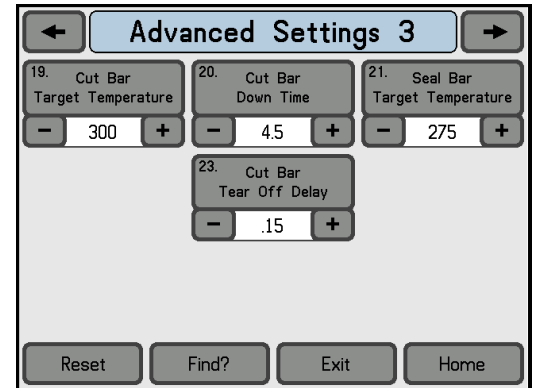 Advanced Settings 3
19. Cut Bar
Target Temperature
- 300 +
20. Cut Bar
Down Time
- 4.5 +
21. Seal Bar
Target Temperature
- 275 +
23. Cut Bar
Tear Off Delay
- .15 +
Reset
Find?
Exit
Home